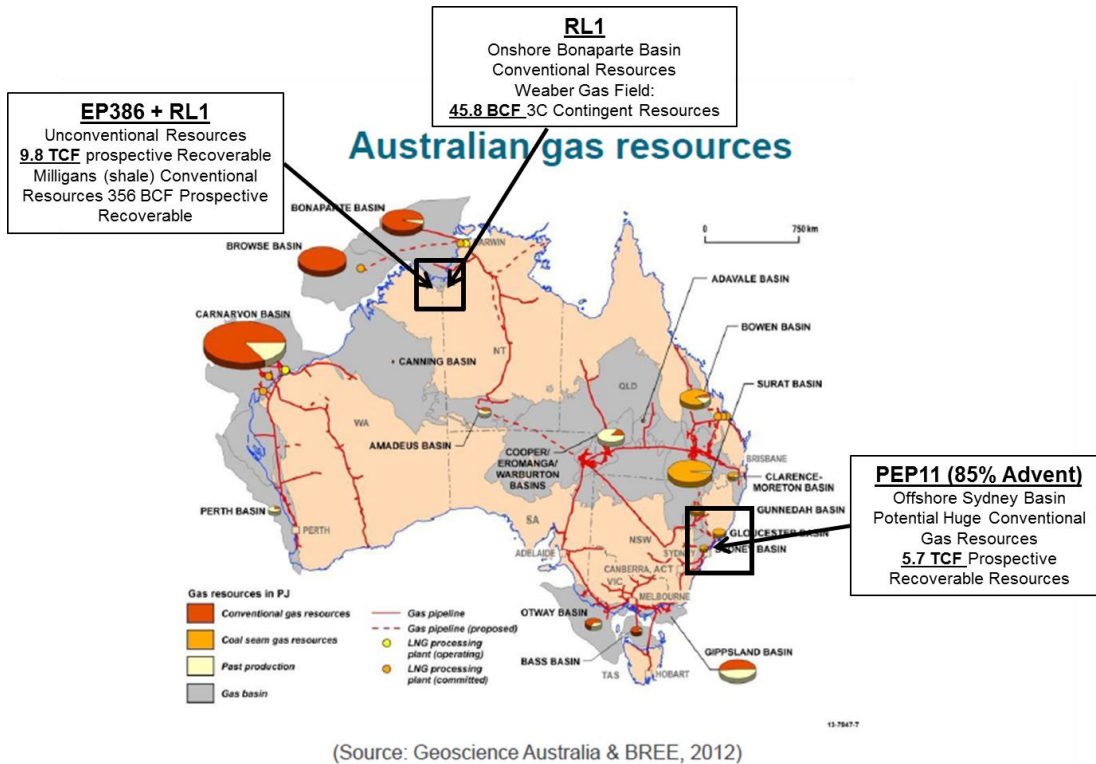 RL1
Onshore Bonaparte Basin
Conventional Resources
Weaber Gas Field:
45.8 BCF 3C Contingent Resources
EP386 + RL1
Unconventional Resources
9.8 TCF prospective Recoverable
Milligans (shale) Conventional
Resources 356 BCF Prospective
Recoverable
Australian gas resources
BONAPARTE BASIN
BROWSE BASIN
DARWIN
0 750 km
ADAVALE BASIN
BOWEN BASIN
CARNARVON BASIN
CANNING BASIN
NT
QLD
SURAT BASIN
WA
AMADEUS BASIN
COOPER/
EROMANGA/
WARBURTON
BASINS
BRISBANE
CLARENCE-
MORETON BASIN
PERTH BASIN
PERTH
GUNNEDAH BASIN
SA
NSW
GLOUCESTER BASIN
ADELAIDE
SYDNEY
SYDNEY BASIN
CANBERRA, ACT
VIC
MELBOURNE
PEP11 (85% Advent)
Offshore Sydney Basin
Potential Huge Conventional
Gas Resources
5.7 TCF Prospective
Recoverable Resources
OTWAY BASIN
BASS BASIN
GIPPSLAND BASIN
TAS
HOBART
Gas resources in PJ
Conventional gas resources
Coal seam gas resources
Past production
Gas basin
Gas pipeline
Gas pipeline (proposed)
LNG processing
plant (operating)
LNG processing
plant (committed)
13-7947-7
(Source: Geoscience Australia & BREE, 2012)